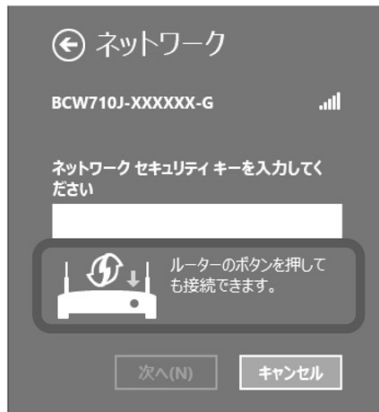 ネットワーク
BCW710J-XXXXXX-G
ネットワーク セキュリティ キーを入力してく
ださい
ルーターのボタンを押して
も接続できます。
次へ(N)
キャンセル